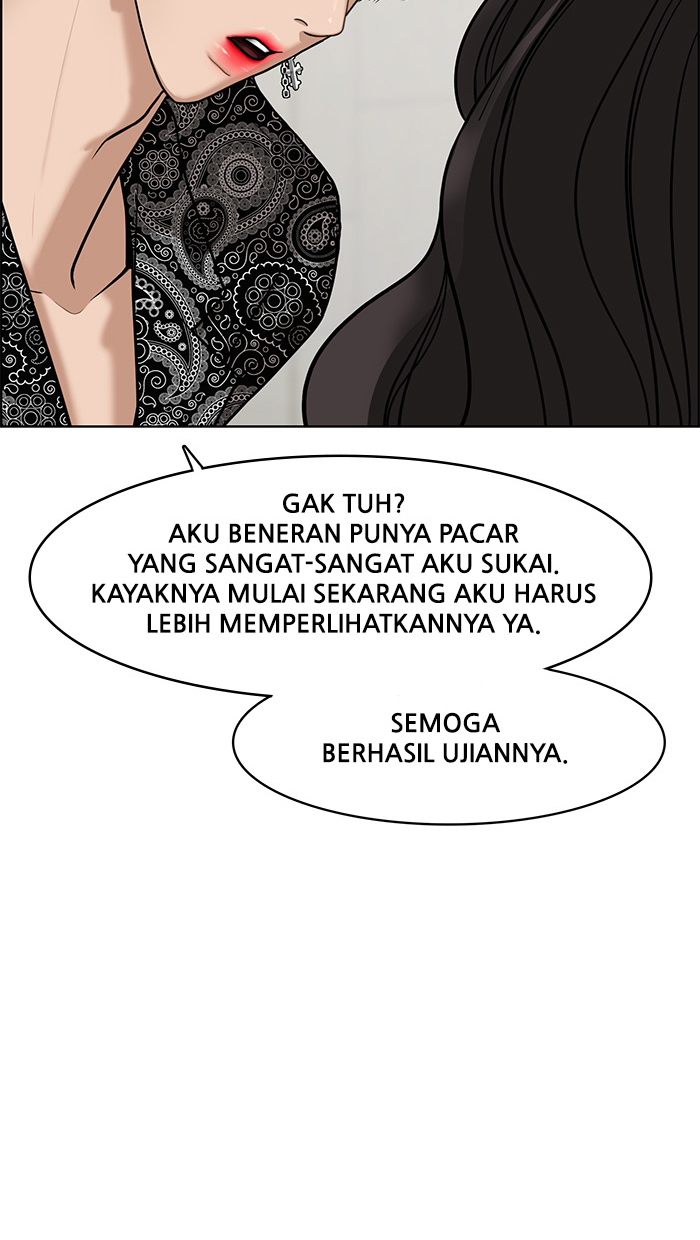 GAK TUH?
AKU BENERAN PUNYA PACAR
YANG SANGAT-SANGAT AKU SUKAI.
KAYAKNYA MULAI SEKARANG AKU HARUS
LEBIH MEMPERLIHATKANNYA YA.
SEMOGA
BERHASIL UJIANNYA.